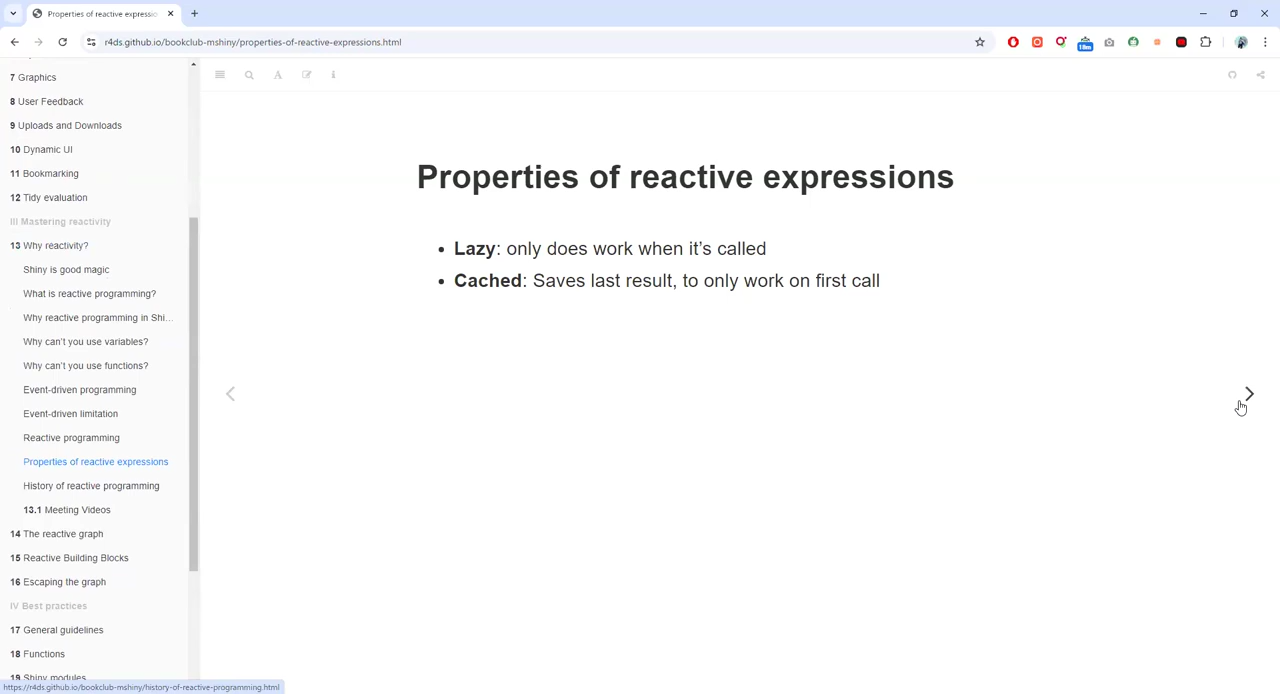 Properties of reactive expressio
r4ds.github.io/bookclub-mshiny/properties-of-reactive-expressions.html
18m
7 Graphics
8 User Feedback
9 Uploads and Downloads
10 Dynamic UI
11 Bookmarking
12 Tidy evaluation
III Mastering reactivity
13 Why reactivity?
Shiny is good magic
What is reactive programming?
Why reactive programming in Shi...
Why can't you use variables?
Why can't you use functions?
Event-driven programming
Event-driven limitation
Reactive programming
Properties of reactive expressions
History of reactive programming
13.1 Meeting Videos
14 The reactive graph
15 Reactive Building Blocks
16 Escaping the graph
IV Best practices
17 General guidelines
18 Functions
19 Shiny modules
https://r4ds.github.io/bookclub-mshiny/history-of-reactive-programming.html
Properties of reactive expressions
• Lazy: only does work when it's called
• Cached: Saves last result, to only work on first call